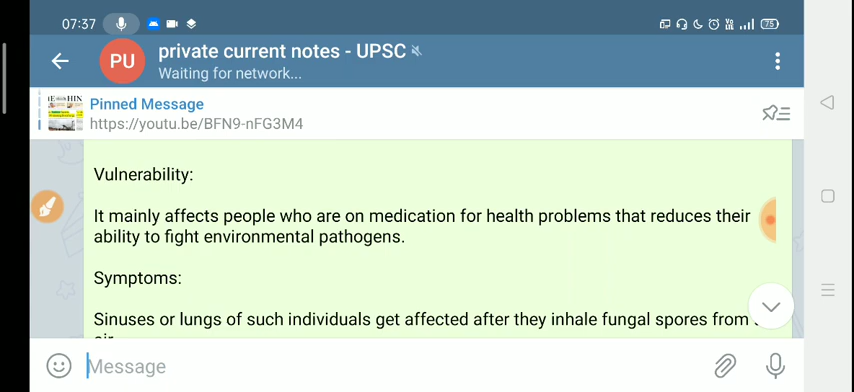 07:37
75
PU
private current notes - UPSC
Waiting for network...
Pinned Message
https://youtu.be/BFN9-nFG3M4
Vulnerability:
It mainly affects people who are on medication for health problems that reduces their
ability to fight environmental pathogens.
Symptoms:
Sinuses or lungs of such individuals get affected after they inhale fungal spores from
Message